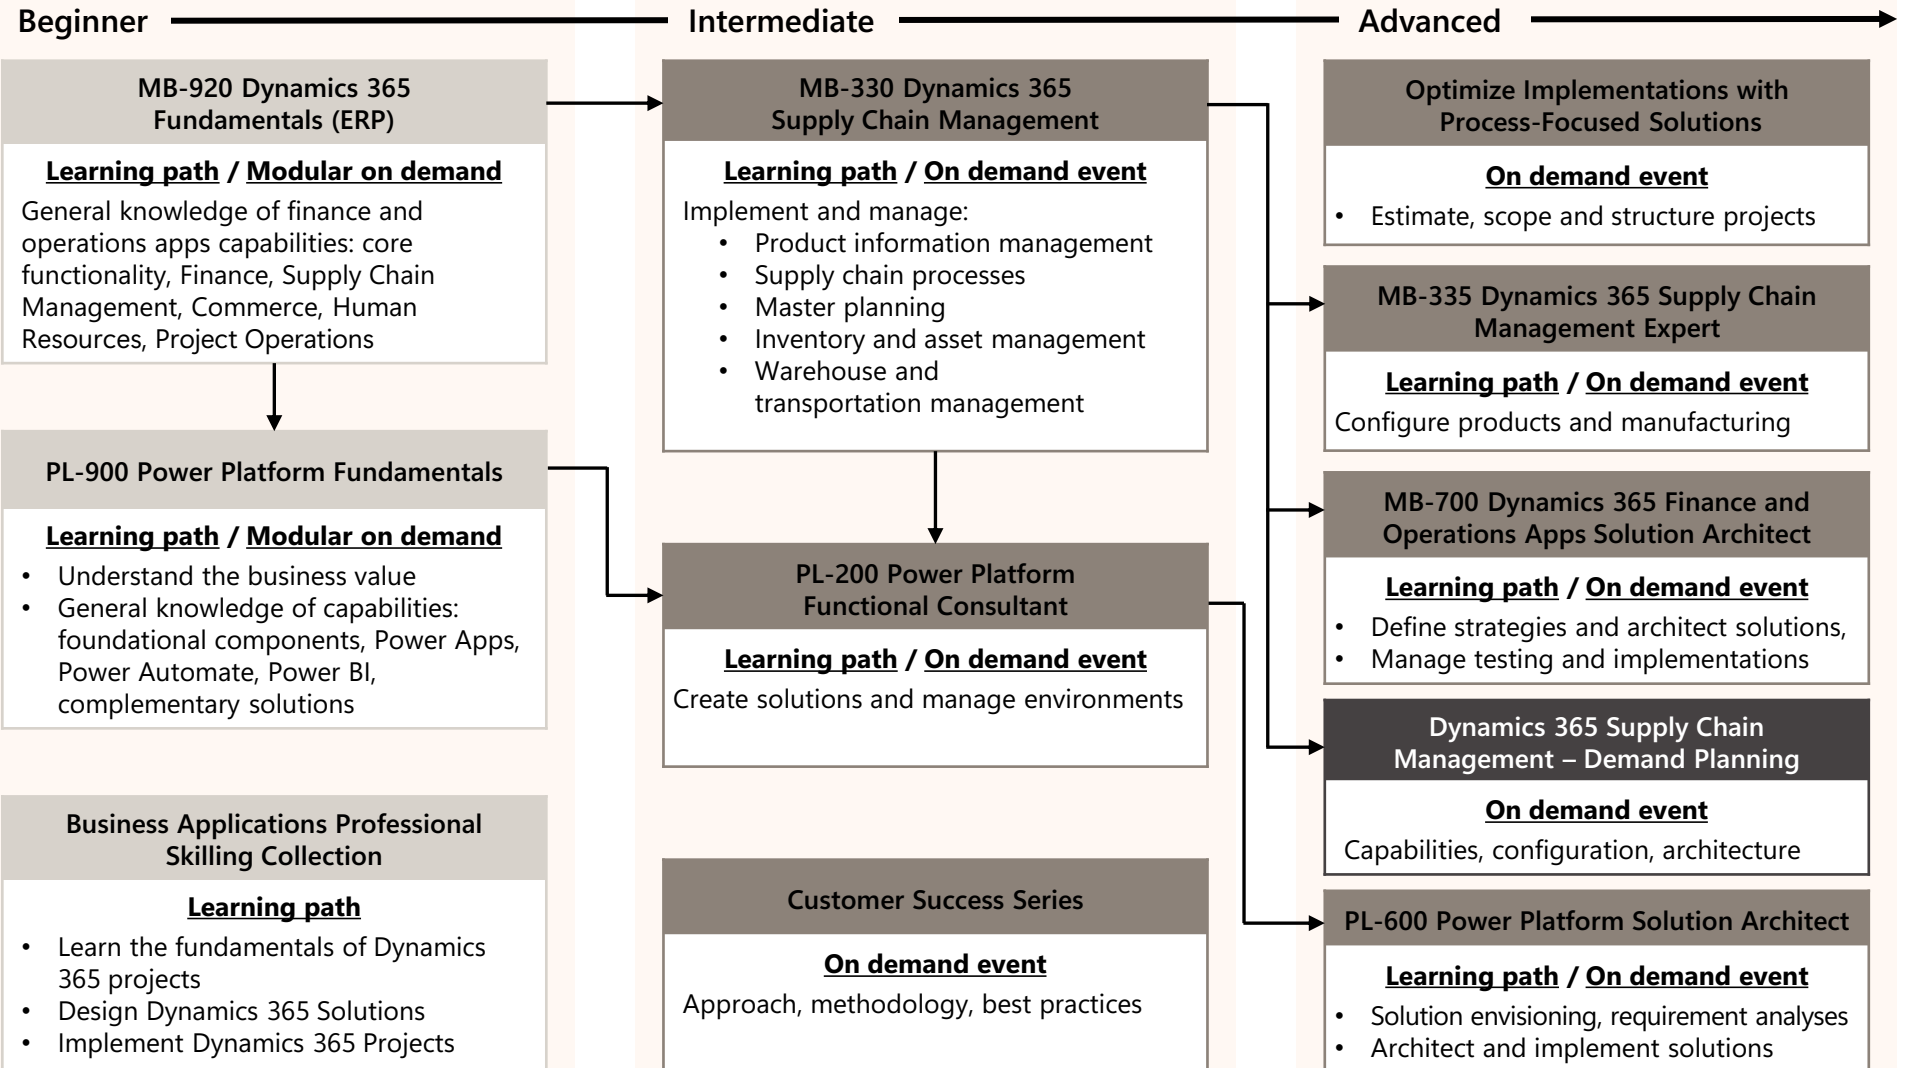 Beginner
Intermediate
Advanced
MB-920 Dynamics 365
Fundamentals (ERP)
Learning path / Modular on demand
General knowledge of finance and
operations apps capabilities: core
functionality, Finance, Supply Chain
Management, Commerce, Human
Resources, Project Operations
PL-900 Power Platform Fundamentals
Learning path / Modular on demand
• Understand the business value
• General knowledge of capabilities:
foundational components, Power Apps,
Power Automate, Power BI,
complementary solutions
Business Applications Professional
Skilling Collection
Learning path
• Learn the fundamentals of Dynamics
365 projects
• Design Dynamics 365 Solutions
• Implement Dynamics 365 Projects
MB-330 Dynamics 365
Supply Chain Management
Learning path / On demand event
Implement and manage:
• Product information management
• Supply chain processes
• Master planning
• Inventory and asset management
• Warehouse and
transportation management
PL-200 Power Platform
Functional Consultant
Learning path / On demand event
Create solutions and manage environments
Customer Success Series
On demand event
Approach, methodology, best practices
Optimize Implementations with
Process-Focused Solutions
On demand event
• Estimate, scope and structure projects
MB-335 Dynamics 365 Supply Chain
Management Expert
Learning path / On demand event
Configure products and manufacturing
MB-700 Dynamics 365 Finance and
Operations Apps Solution Architect
Learning path / On demand event
• Define strategies and architect solutions,
• Manage testing and implementations
Dynamics 365 Supply Chain
Management – Demand Planning
On demand event
Capabilities, configuration, architecture
PL-600 Power Platform Solution Architect
Learning path / On demand event
• Solution envisioning, requirement analyses
• Architect and implement solutions